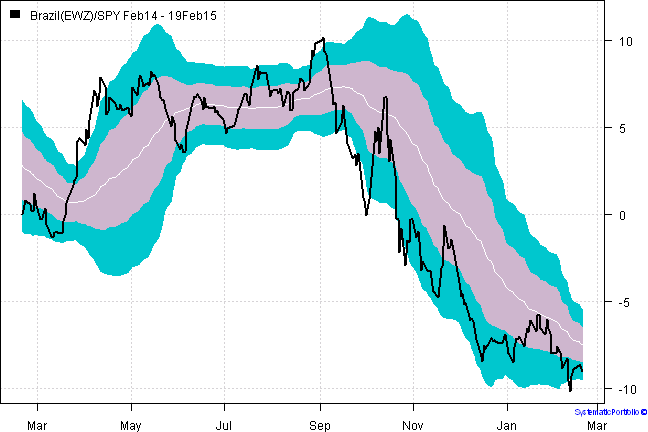 Brazil(EWZ)/SPY Feb14 - 19Feb15
10
5
0
-5
-10
SystematicPortfolio ©
Mar May Jul Sep Nov Jan Mar